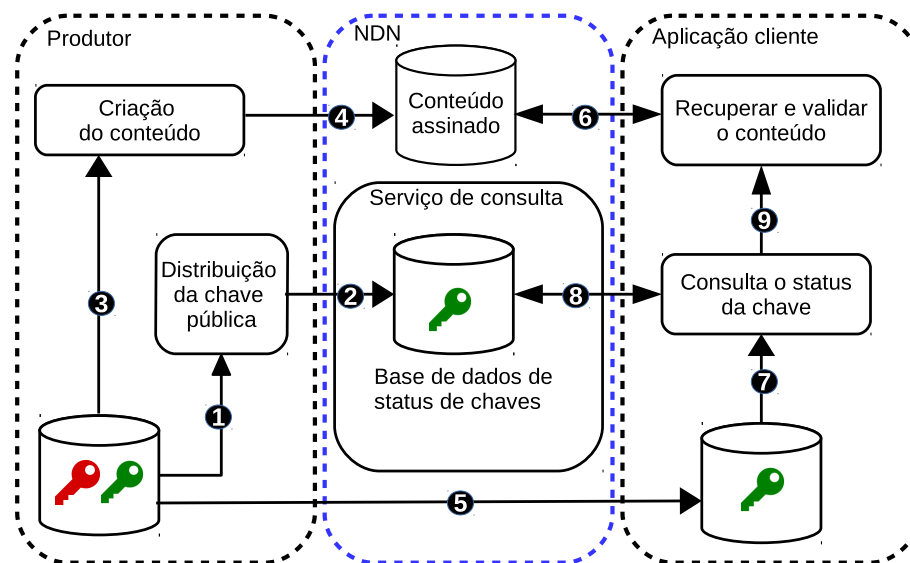 Produtor
NDN
Aplicação cliente
Criação
do conteúdo
4
Conteúdo
assinado
6
Recuperar e validar
o conteúdo
Serviço de consulta
9
3
Distribuição
da chave
pública
2
8
Consulta o status
da chave
Base de dados de
status de chaves
1
7
5